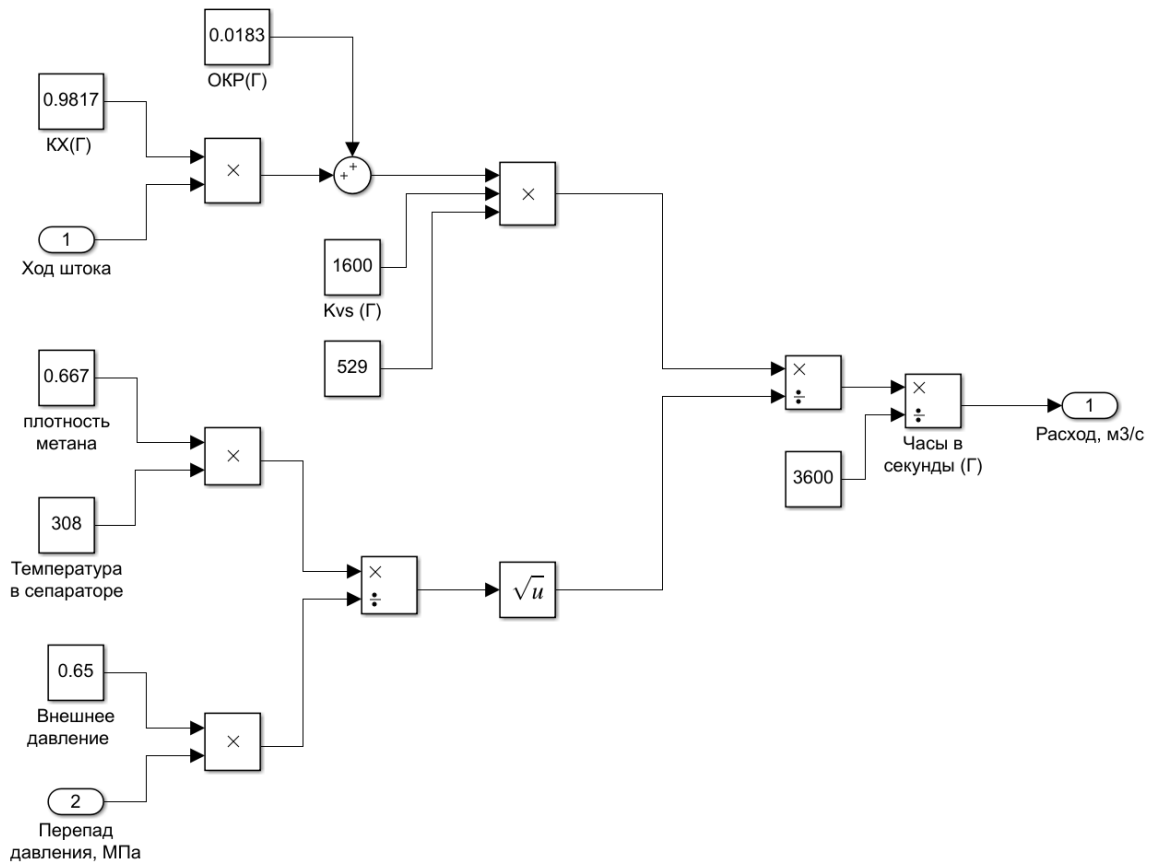 0.0183
ОКР(Г)
0.9817
КХ(Г)
×
1
Ход штока
+
+
×
1600
Kvs (Г)
529
0.667
плотность
метана
×
308
Температура
в сепараторе
×
÷
√u
×
÷
×
÷
Часы в
секунды (Г)
3600
1
Расход, м3/с
0.65
Внешнее
давление
×
2
Перепад
давления, МПа